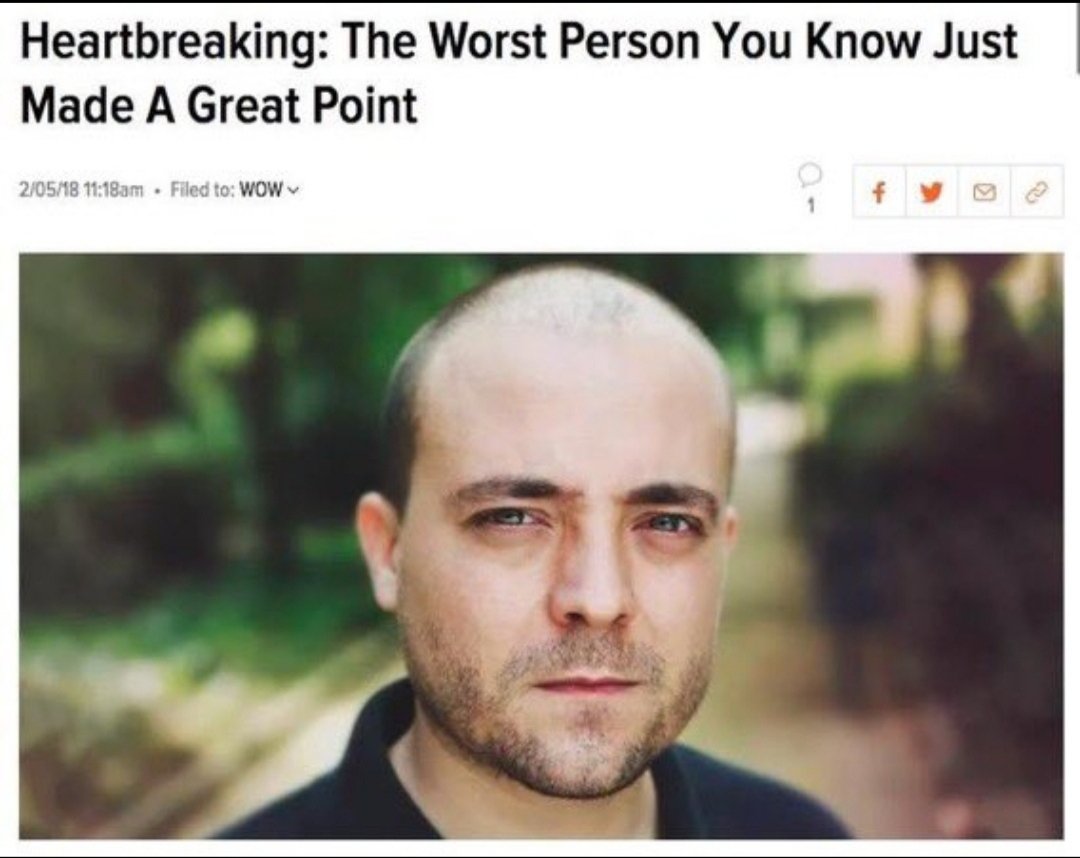 Heartbreaking: The Worst Person You Know Just
Made A Great Point
2/05/18 11:18am • Filed to: WOW
1